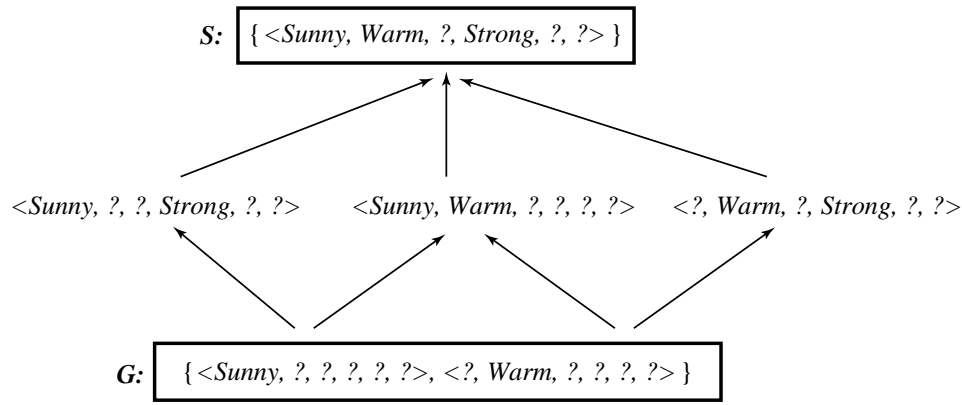 S: { <Sunny, Warm, ?, Strong, ?, ?> }
<Sunny, ?, ?, Strong, ?, ?> <Sunny, Warm, ?, ?, ?, ?> <?, Warm, ?, Strong, ?, ?>
G: { <Sunny, ?, ?, ?, ?, ?>, <?, Warm, ?, ?, ?, ?> }